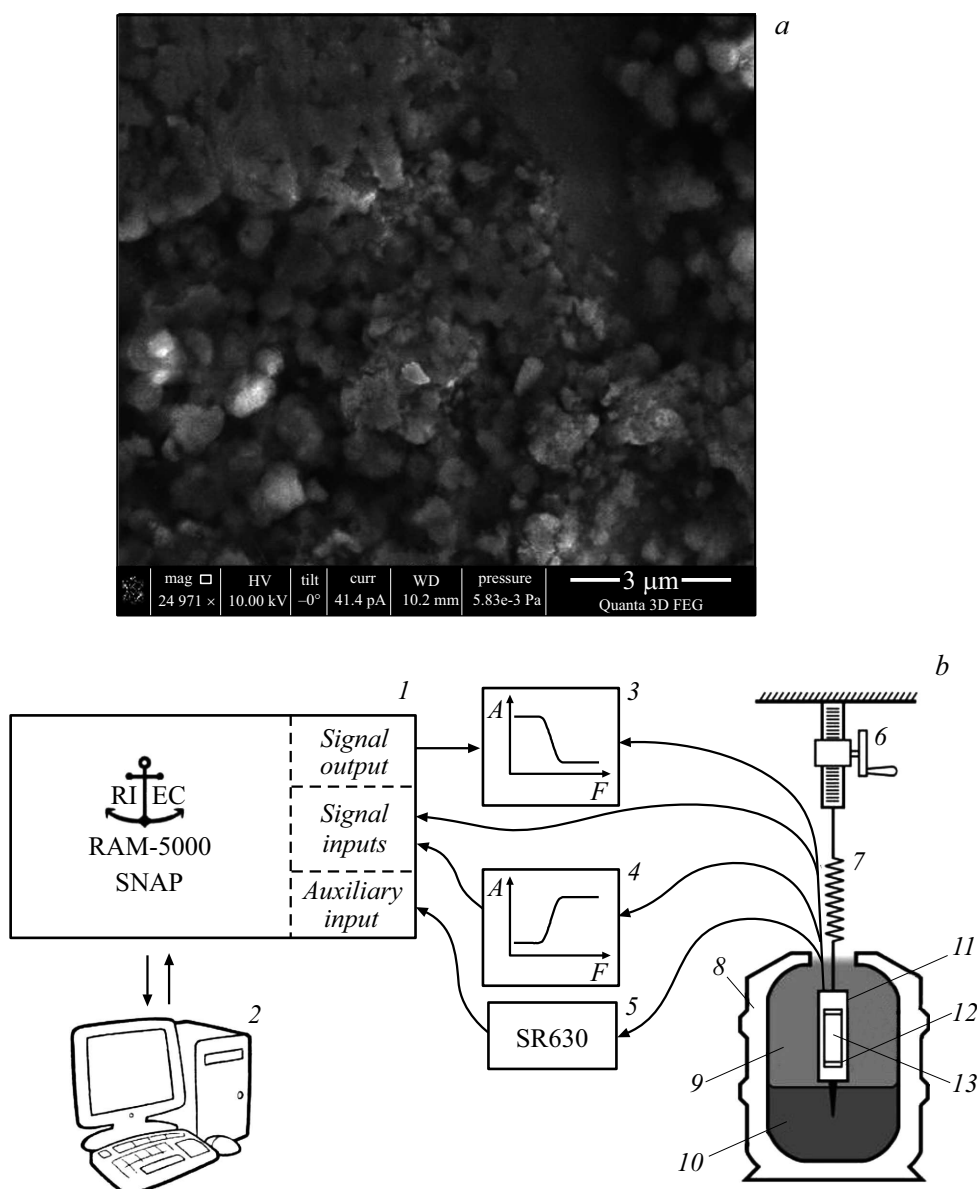 a
mag HV tilt curr WD pressure 3 μm
24 971 × 10.00 kV –0° 41.4 pA 10.2 mm 5.83e-3 Pa Quanta 3D FEG
b
1
3
Signal output
A
F
6
RI EC
RAM-5000
SNAP
Signal inputs
4
7
A
F
Auxiliary input
8
11
2
5
SR630
12
9
13
10